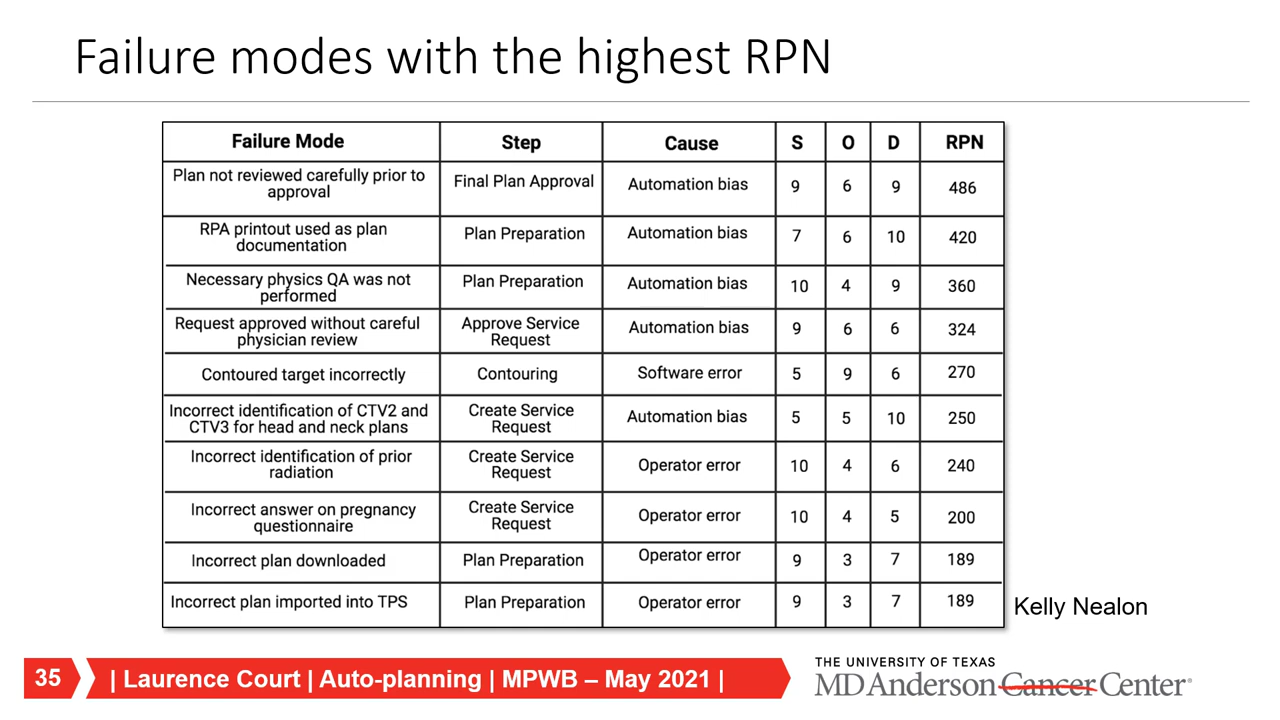 Failure modes with the highest RPN
Failure Mode Step Cause S O D RPN
Plan not reviewed carefully prior to
approval
Final Plan Approval
Automation bias
9 6 9 486
RPA printout used as plan
documentation
Plan Preparation
Automation bias
7 6 10 420
Necessary physics QA was not
performed
Plan Preparation
Automation bias
10 4 9 360
Request approved without careful
physician review
Approve Service
Request
Automation bias
9 6 6 324
Contoured target incorrectly
Contouring
Software error
5 9 6 270
Incorrect identification of CTV2 and
CTV3 for head and neck plans
Create Service
Request
Automation bias
5 5 10 250
Incorrect identification of prior
radiation
Create Service
Request
Operator error
10 4 6 240
Incorrect answer on pregnancy
questionnaire
Create Service
Request
Operator error
10 4 5 200
Incorrect plan downloaded
Plan Preparation
Operator error
9 3 7 189
Incorrect plan imported into TPS
Plan Preparation
Operator error
9 3 7 189
Kelly Nealon
35
| Laurence Court | Auto-planning | MPWB – May 2021 |
THE UNIVERSITY OF TEXAS
MD Anderson Cancer Center®